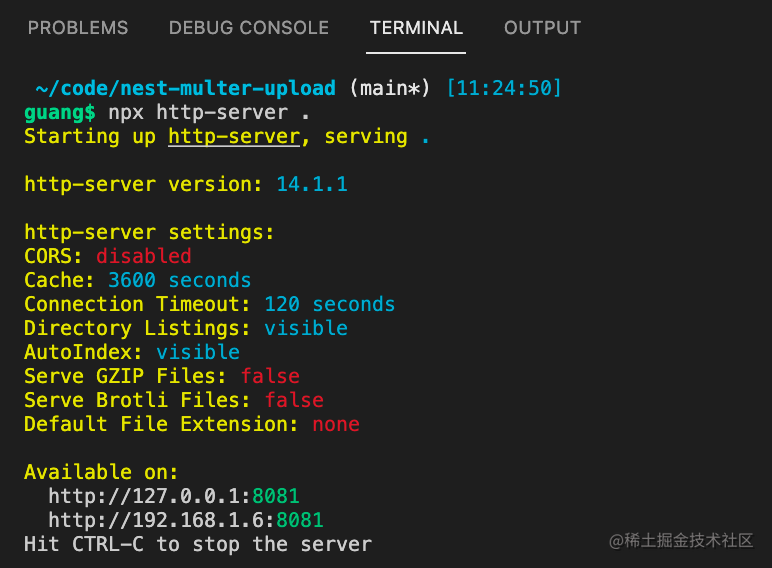 PROBLEMS DEBUG CONSOLE TERMINAL OUTPUT
~/code/nest-multer-upload (main*) [11:24:50]
guang$ npx http-server .
Starting up http-server, serving .
http-server version: 14.1.1
http-server settings:
CORS: disabled
Cache: 3600 seconds
Connection Timeout: 120 seconds
Directory Listings: visible
AutoIndex: visible
Serve GZIP Files: false
Serve Brotli Files: false
Default File Extension: none
Available on:
http://127.0.0.1:8081
http://192.168.1.6:8081
Hit CTRL-C to stop the server
@稀土掘金技术社区